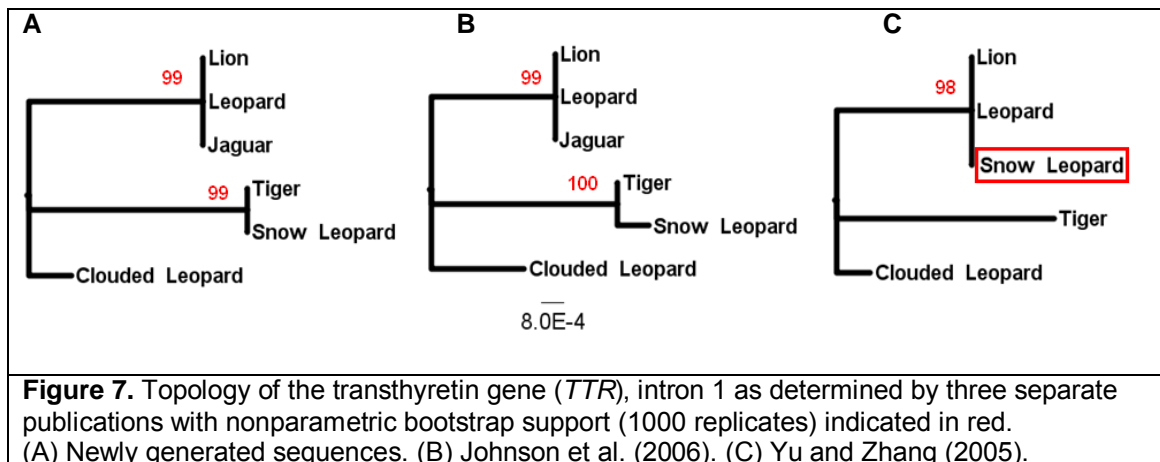 A
B
C
Lion
99
Leopard
Jaguar
99
Tiger
Snow Leopard
Clouded Leopard
Lion
99
Leopard
Jaguar
100
Tiger
Snow Leopard
Clouded Leopard
8.0E-4
Lion
98
Leopard
Snow Leopard
Tiger
Clouded Leopard
Figure 7. Topology of the transthyretin gene (TTR), intron 1 as determined by three separate
publications with nonparametric bootstrap support (1000 replicates) indicated in red.
(A) Newly generated sequences. (B) Johnson et al. (2006). (C) Yu and Zhang (2005).